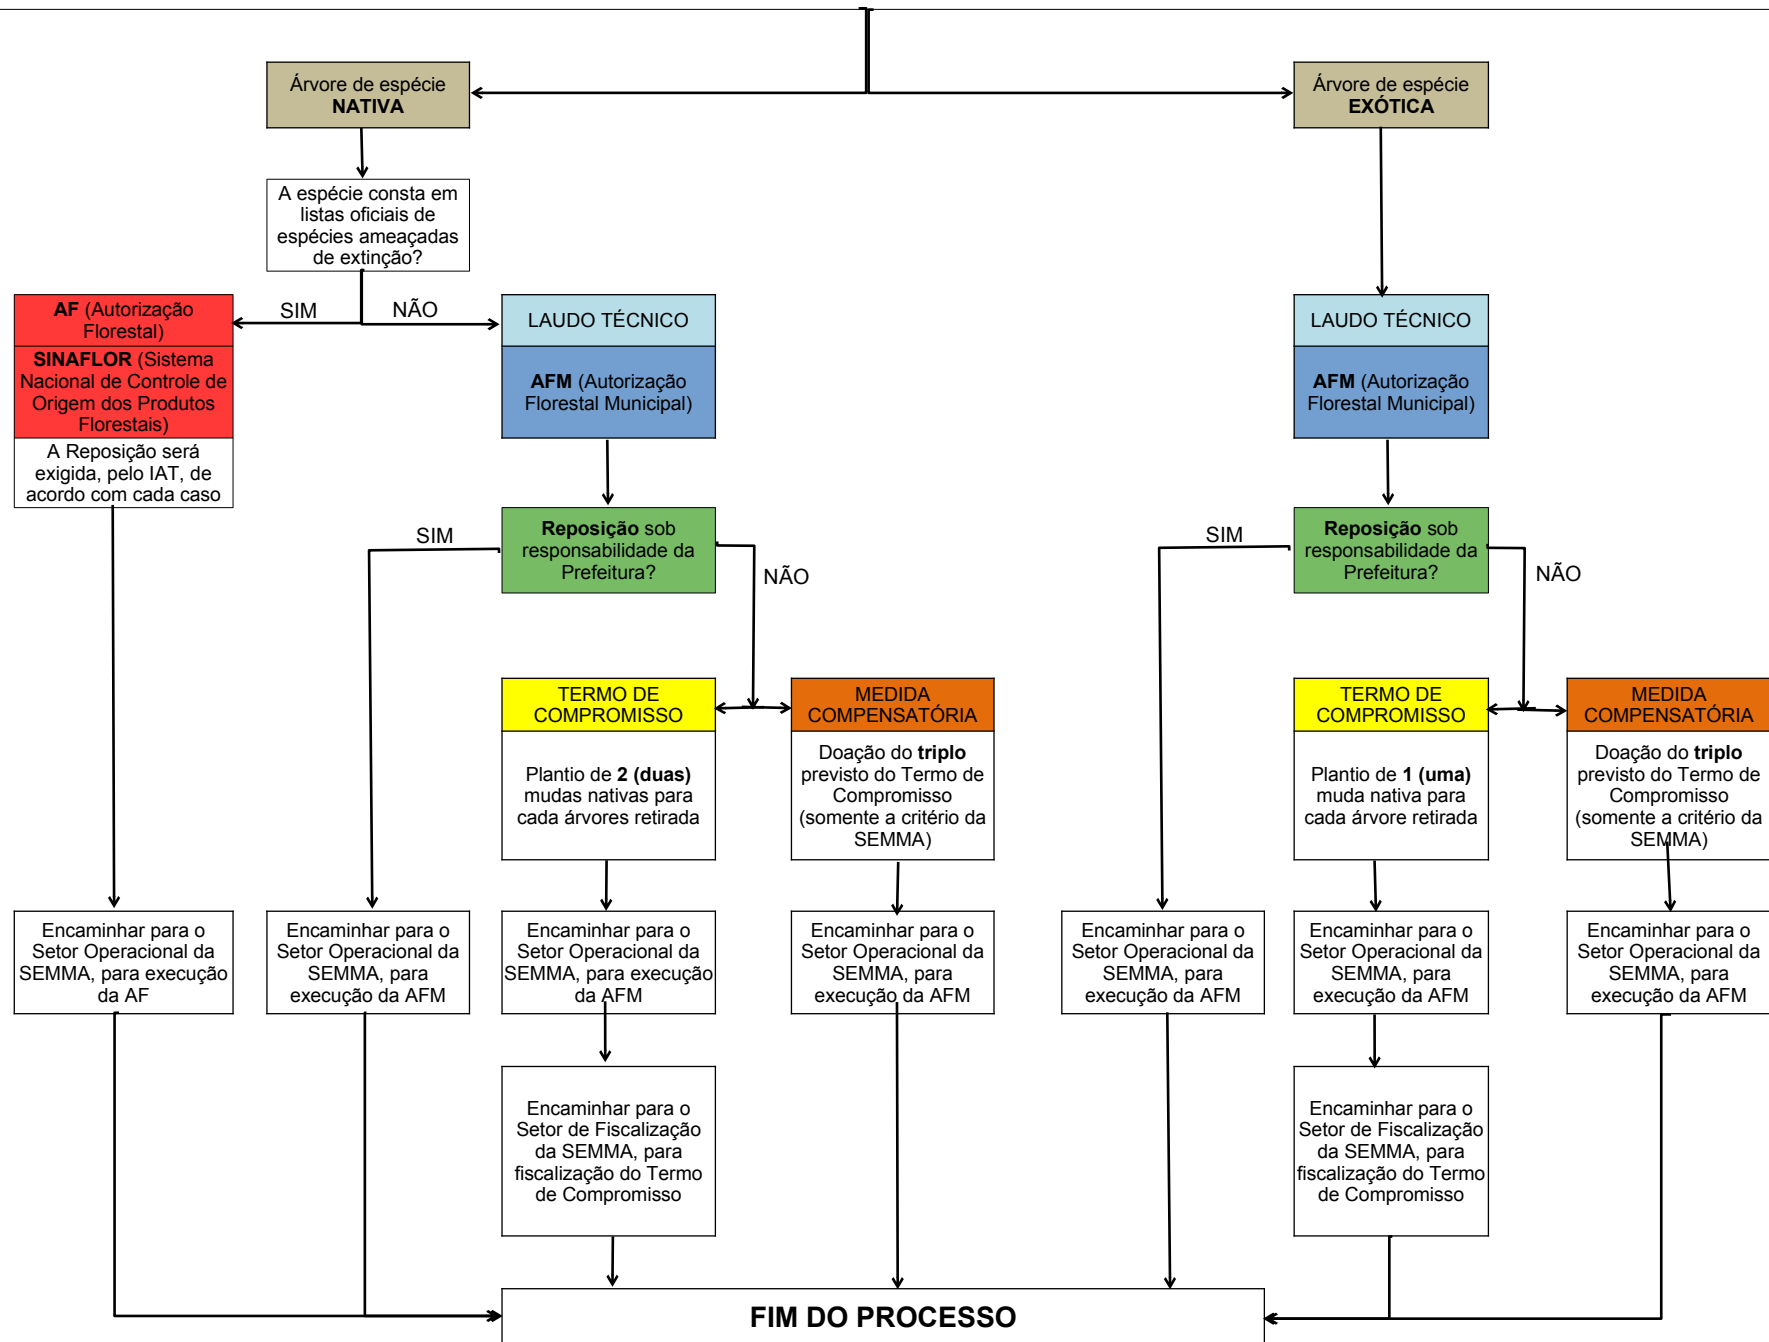 Árvore de espécie
NATIVA
Árvore de espécie
EXÓTICA
A espécie consta em
listas oficiais de
espécies ameaçadas
de extinção?
SIM
NÃO
AF (Autorização
Florestal)
SINAFLOR (Sistema
Nacional de Controle de
Origem dos Produtos
Florestais)
A Reposição será
exigida, pelo IAT, de
acordo com cada caso
LAUDO TÉCNICO
AFM (Autorização
Florestal Municipal)
LAUDO TÉCNICO
AFM (Autorização
Florestal Municipal)
SIM
Reposição sob
responsabilidade da
Prefeitura?
NÃO
SIM
Reposição sob
responsabilidade da
Prefeitura?
NÃO
TERMO DE
COMPROMISSO
Plantio de 2 (duas)
mudas nativas para
cada árvores retirada
MEDIDA
COMPENSATÓRIA
Doação do triplo
previsto do Termo de
Compromisso
(somente a critério da
SEMMA)
TERMO DE
COMPROMISSO
Plantio de 1 (uma)
muda nativa para
cada árvore retirada
MEDIDA
COMPENSATÓRIA
Doação do triplo
previsto do Termo de
Compromisso
(somente a critério da
SEMMA)
Encaminhar para o
Setor Operacional da
SEMMA, para execução
da AF
Encaminhar para o
Setor Operacional da
SEMMA, para
execução da AFM
Encaminhar para o
Setor Operacional da
SEMMA, para execução
da AFM
Encaminhar para o
Setor Operacional da
SEMMA, para
execução da AFM
Encaminhar para o
Setor Operacional da
SEMMA, para
execução da AFM
Encaminhar para o
Setor Operacional da
SEMMA, para
execução da AFM
Encaminhar para o
Setor Operacional da
SEMMA, para
execução da AFM
Encaminhar para o
Setor de Fiscalização
da SEMMA, para
fiscalização do Termo
de Compromisso
Encaminhar para o
Setor de Fiscalização
da SEMMA, para
fiscalização do Termo
de Compromisso
FIM DO PROCESSO